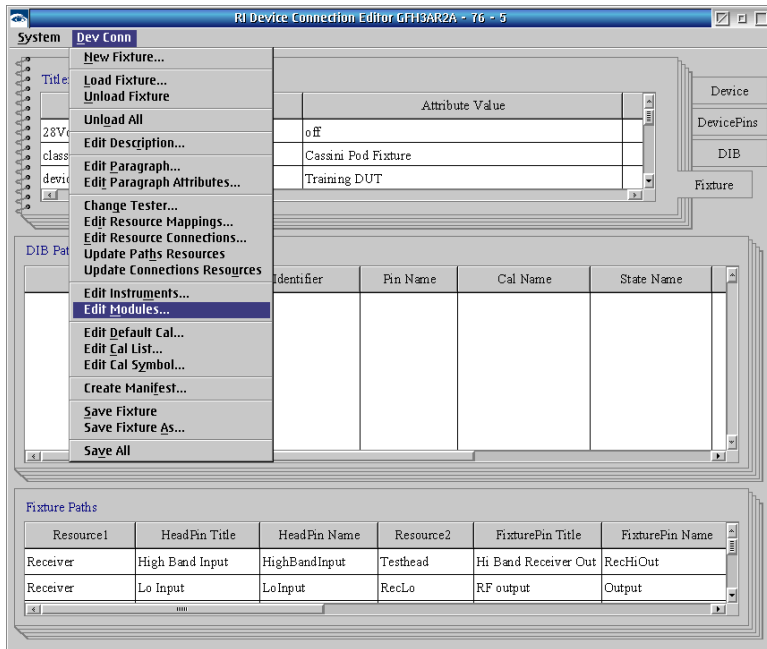 RI Device Connection Editor GFH3AR2A - 76 - 5
System Dev Conn
New Fixture...
Load Fixture...
Unload Fixture
Unload All
Edit Description...
Edit Paragraph...
Edit Paragraph Attributes...
Change Tester...
Edit Resource Mappings...
Edit Resource Connections...
Update Paths Resources
Update Connections Resources
Edit Instruments...
Edit Modules...
Edit Default Cal...
Edit Cal List...
Edit Cal Symbol...
Create Manifest...
Save Fixture
Save Fixture As...
Save All
Title
Attribute Value
28V off
class Cassini Pod Fixture
devic Training DUT
Device
DevicePins
DIB
Fixture
DIB Pat
Identifier Pin Name Cal Name State Name
Fixture Paths
Resource1 HeadPin Title HeadPin Name Resource2 FixturePin Title FixturePin Name
Receiver High Band Input HighBandInput Testhead Hi Band Receiver Out RecHiOut
Receiver Lo Input LoInput RecLo RF output Output